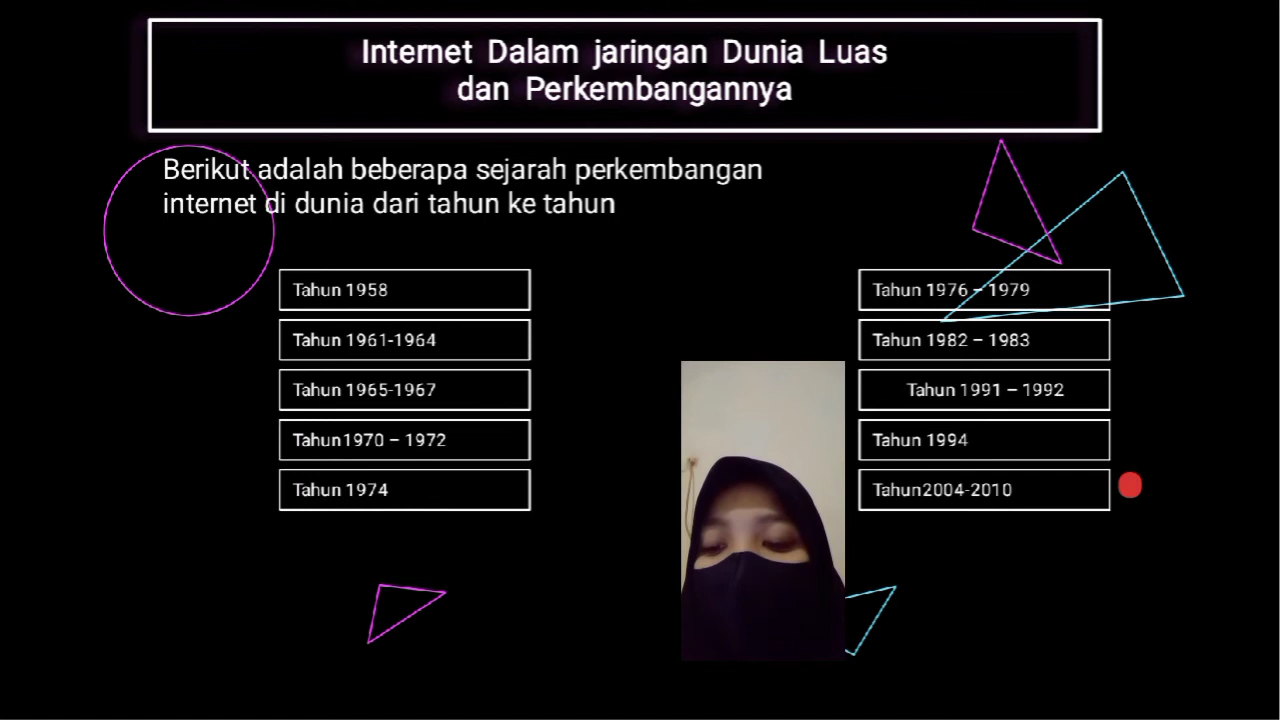 Internet Dalam jaringan Dunia Luas
dan Perkembangannya
Berikut adalah beberapa sejarah perkembangan
internet di dunia dari tahun ke tahun
Tahun 1958
Tahun 1961-1964
Tahun 1965-1967
Tahun1970 – 1972
Tahun 1974
Tahun 1976 – 1979
Tahun 1982 – 1983
Tahun 1991 – 1992
Tahun 1994
Tahun2004-2010